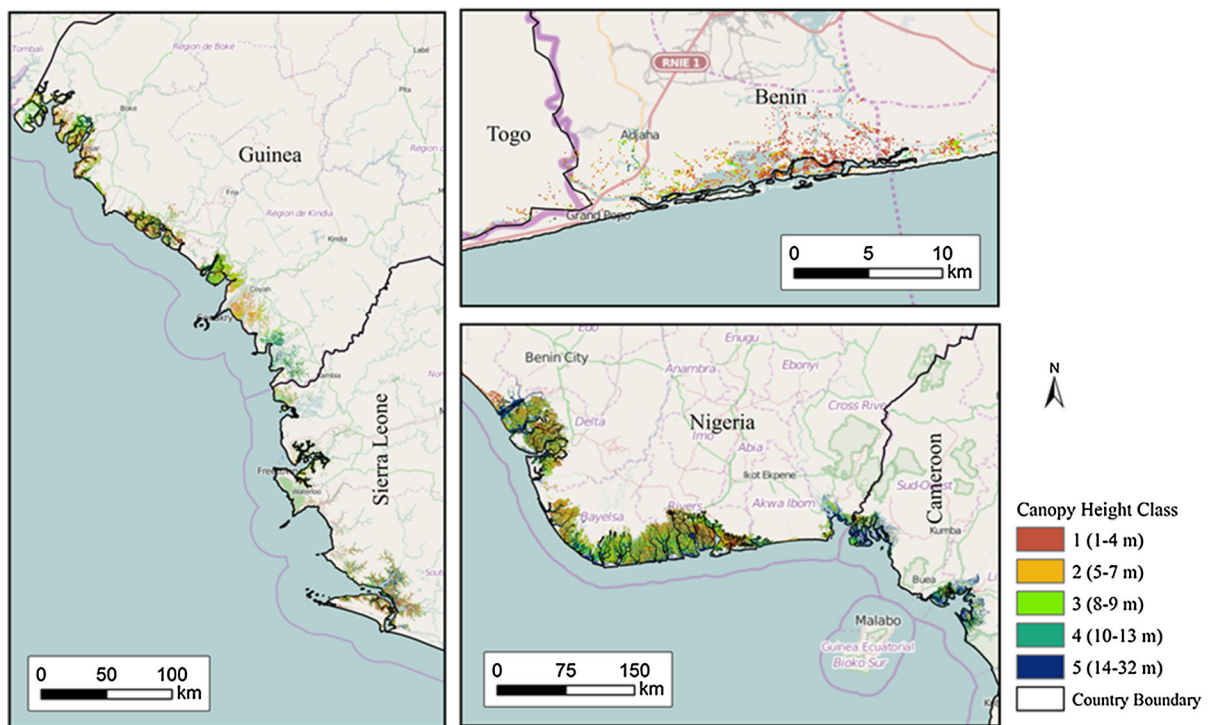 Tombali
Région de Boké
Labé
Pita
Boke
Guinea
Fria
Région de Kindia
Kindia
Coyah
Kambia
Sierra Leone
Waterloo
0 50 100
km
RNIE 1
Benin
Togo
Adjaha
Grand Popo
0 5 10
km
Edo
Enugu
Benin City
Anambra
Ebonyi
Cross River
Delta
Nigeria
Imo
Abia
Ikot Ekpene
Cameroon
Sud-Ouest
Rivers
Akwa Ibom
Bayelsa
Kumba
Buea
Malabo
Guinea Ecuatorial
Bioko Sur
0 75 150
km
N
Canopy Height Class
1 (1-4 m)
2 (5-7 m)
3 (8-9 m)
4 (10-13 m)
5 (14-32 m)
Country Boundary